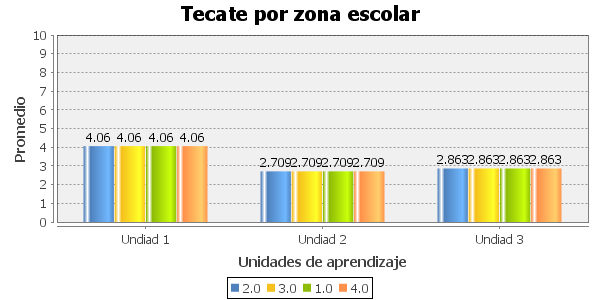 Tecate por zona escolar
Promedio
10
9
8
7
6
5
4
3
2
1
0
4.06 4.06 4.06 4.06
2.709 2.709 2.709 2.709
2.863 2.863 2.863 2.863
Undiad 1
Undiad 2
Undiad 3
Unidades de aprendizaje
2.0 3.0 1.0 4.0